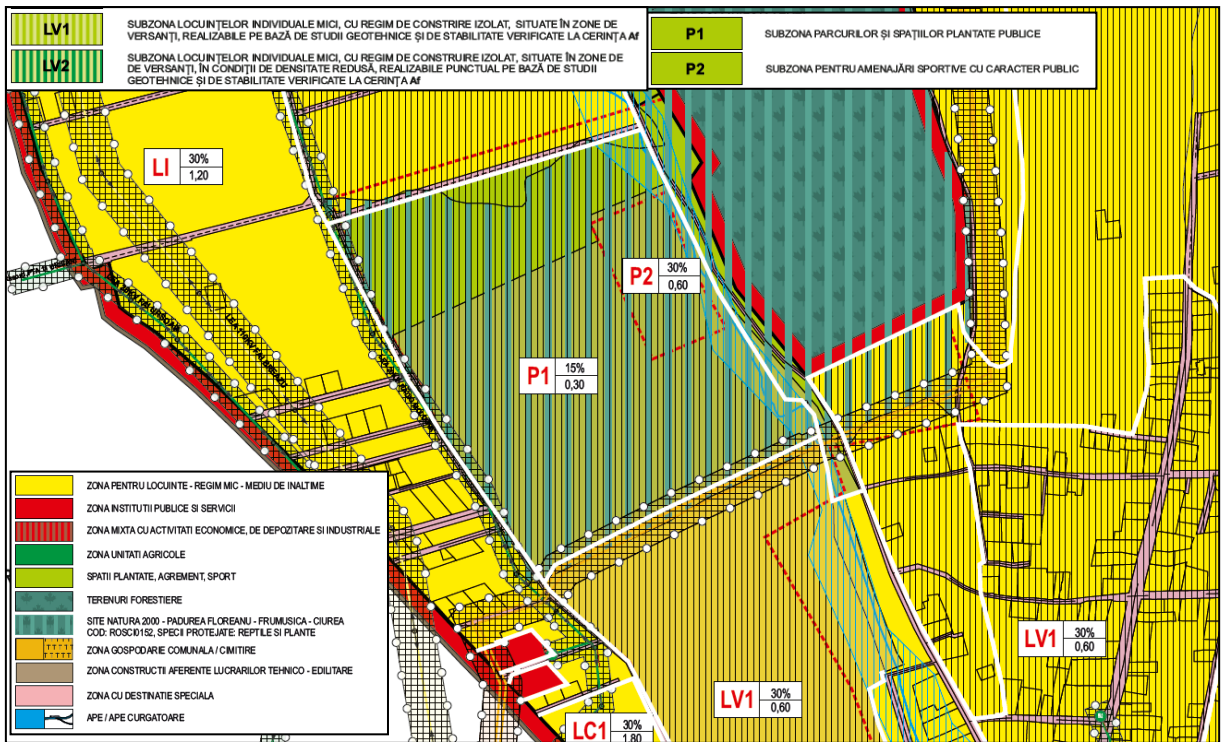 LV1
SUBZONA LOCUINȚELOR INDIVIDUALE MICI, CU REGIM DE CONSTRIRE IZOLAT, SITUATE ÎN ZONE DE
VERSANȚI, REALIZABILE PE BAZĂ DE STUDII GEOTEHNICE ȘI DE STABILITATE VERIFICATE LA CERINȚA Af
LV2
SUBZONA LOCUINȚELOR INDIVIDUALE MICI, CU REGIM DE CONSTRUIRE IZOLAT, SITUATE ÎN ZONE DE
DE VERSANȚI, ÎN CONDIȚII DE DENSITATE REDUSĂ, REALIZABILE PUNCTUAL PE BAZĂ DE STUDII
GEOTEHNICE ȘI DE STABILITATE VERIFICATE LA CERINȚA Af
P1
SUBZONA PARCURILOR ȘI SPAȚIILOR PLANTATE PUBLICE
P2
SUBZONA PENTRU AMENAJĂRI SPORTIVE CU CARACTER PUBLIC
LI
30%
1,20
P2
30%
0,60
P1
15%
0,30
ZONA PENTRU LOCUINTE - REGIM MIC - MEDIU DE INALTIME
ZONA INSTITUTII PUBLICE SI SERVICII
ZONA MIXTA CU ACTIVITATI ECONOMICE, DE DEPOZITARE SI INDUSTRIALE
ZONA UNITATI AGRICOLE
SPATII PLANTATE, AGREMENT, SPORT
TERENURI FORESTIERE
SITE NATURA 2000 - PADUREA FLOREANU - FRUMUSICA - CIUREA
COD: ROSCI0152, SPECII PROTEJATE: REPTILE SI PLANTE
ZONA GOSPODARIE COMUNALA / CIMITIRE
ZONA CONSTRUCTII AFERENTE LUCRARILOR TEHNICO - EDILITARE
ZONA CU DESTINATIE SPECIALA
APE / APE CURGATOARE
LV1
30%
0,60
LV1
30%
0,60
LC1
30%
1,80